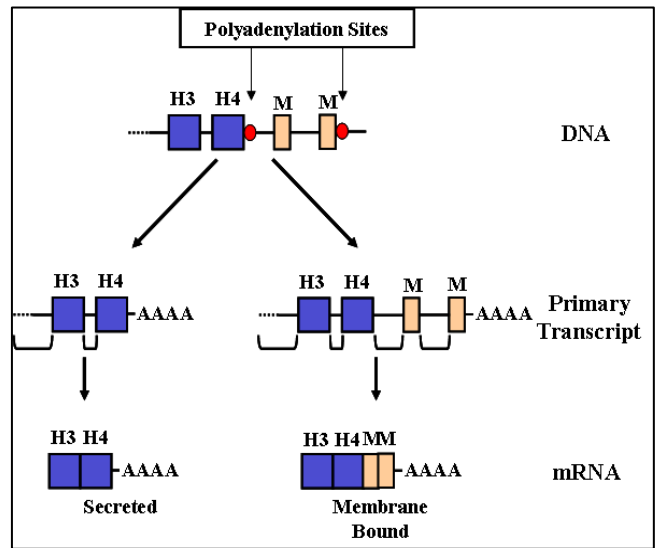 Polyadenylation Sites
H3 H4 M M
DNA
H3 H4
AAAA
H3 H4 M M
AAAA
Primary
Transcript
H3 H4
AAAA
Secreted
H3 H4 MM
AAAA
Membrane
Bound
mRNA